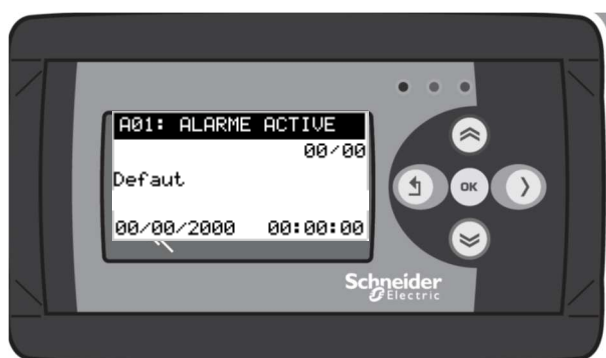 A01: ALARME ACTIVE
00/00
Defaut
00/00/2000 00:00:00
OK
Schneider
Electric